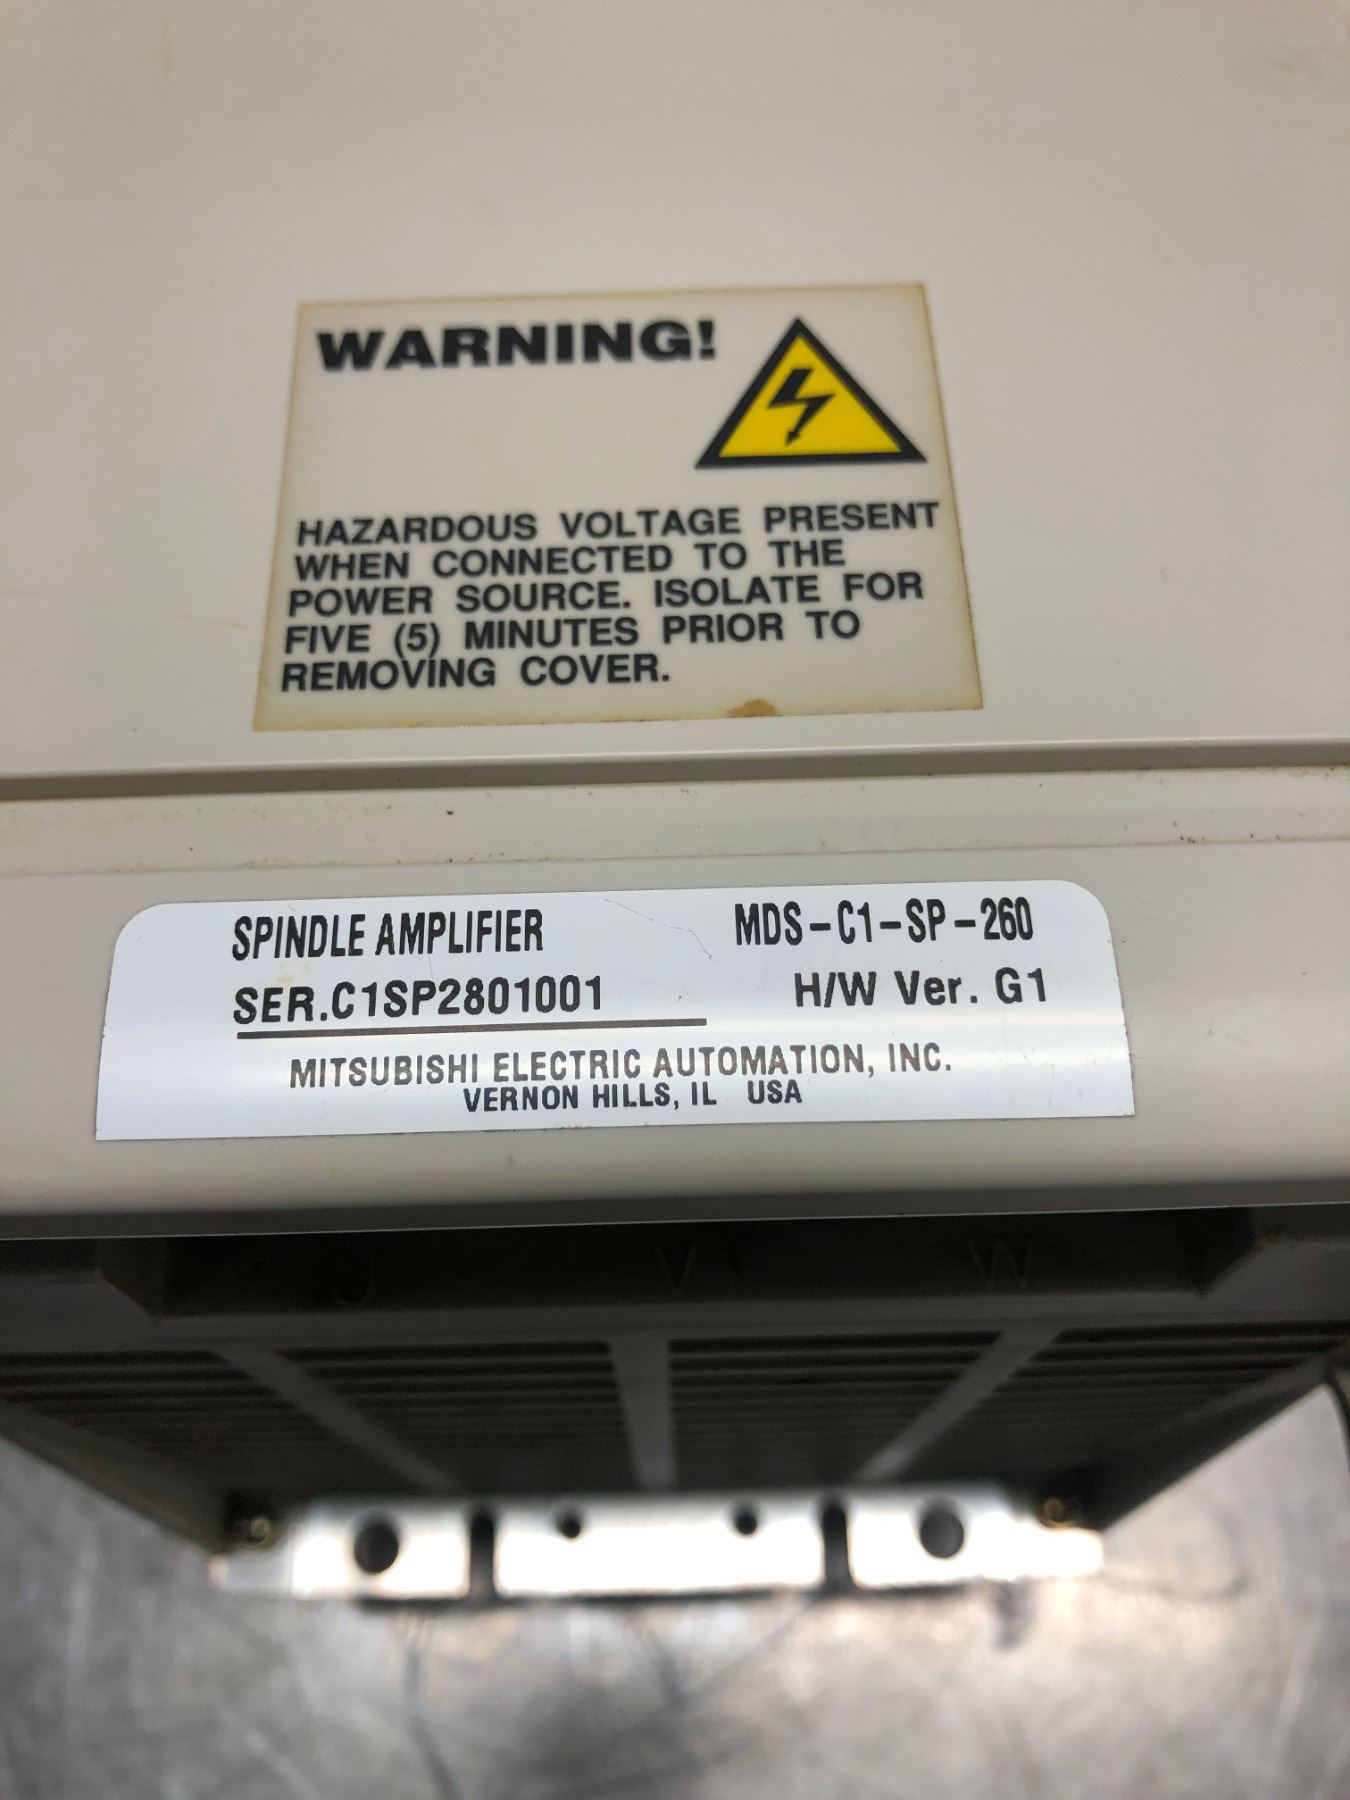 WARNING!
HAZARDOUS VOLTAGE PRESENT
WHEN CONNECTED TO THE
POWER SOURCE. ISOLATE FOR
FIVE (5) MINUTES PRIOR TO
REMOVING COVER.
SPINDLE AMPLIFIER MDS-C1-SP-260
SER.C1SP2801001 H/W Ver. G1
MITSUBISHI ELECTRIC AUTOMATION, INC.
VERNON HILLS, IL USA
U V W